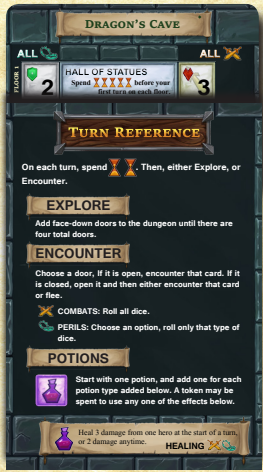 DRAGON'S CAVE
ALL ALL
FLOOR 1
2
HALL OF STATUES
Spend before your
first turn on each floor.
3
TURN REFERENCE
On each turn, spend . Then, either Explore, or
Encounter.
EXPLORE
Add face-down doors to the dungeon until there are
four total doors.
ENCOUNTER
Choose a door, If it is open, encounter that card. If it
is closed, open it and then either encounter that card
or flee.
COMBATS: Roll all dice.
PERILS: Choose an option, roll only that type of
dice.
POTIONS
Start with one potion, and add one for each
potion type added below. A token may be
spent to use any one of the effects below.
Heal 3 damage from one hero at the start of a turn,
or 2 damage anytime.
HEALING